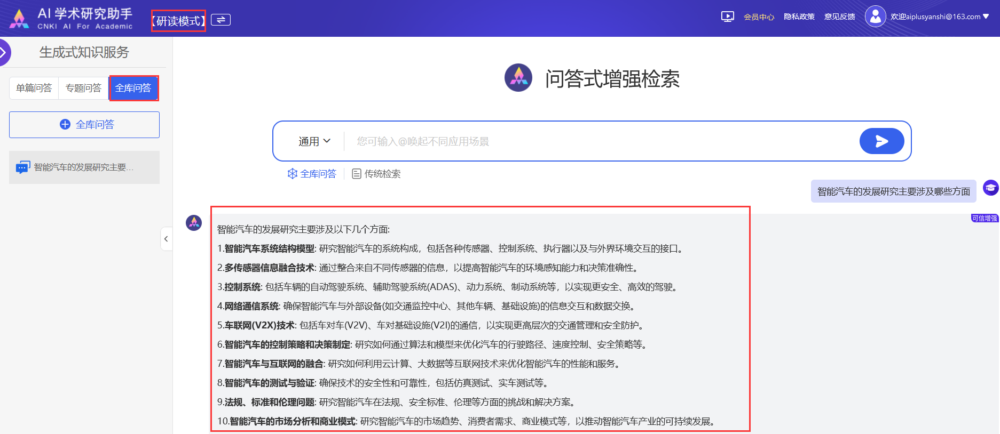 AI 学术研究助手
CNKI AI For Academic
【研读模式】
会员中心 隐私政策 意见反馈 欢迎aiplusyanshi@163.com
生成式知识服务
单篇问答 专题问答 全库问答
全库问答
智能汽车的发展研究主要...
问答式增强检索
通用 您可输入@唤起不同应用场景
全库问答 传统检索
智能汽车的发展研究主要涉及哪些方面
可信增强
智能汽车的发展研究主要涉及以下几个方面:
1.智能汽车系统结构模型: 研究智能汽车的系统构成，包括各种传感器、控制系统、执行器以及与外界环境交互的接口。
2.多传感器信息融合技术: 通过整合来自不同传感器的信息，以提高智能汽车的环境感知能力和决策准确性。
3.控制系统: 包括车辆的自动驾驶系统、辅助驾驶系统(ADAS)、动力系统、制动系统等，以实现更安全、高效的驾驶。
4.网络通信系统: 确保智能汽车与外部设备(如交通监控中心、其他车辆、基础设施)的信息交互和数据交换。
5.车联网(V2X)技术: 包括车对车(V2V)、车对基础设施(V2I)的通信，以实现更高层次的交通管理和安全防护。
6.智能汽车的控制策略和决策制定: 研究如何通过算法和模型来优化汽车的行驶路径、速度控制、安全策略等。
7.智能汽车与互联网的融合: 研究如何利用云计算、大数据等互联网技术来优化智能汽车的性能和服务。
8.智能汽车的测试与验证: 确保技术的安全性和可靠性，包括仿真测试、实车测试等。
9.法规、标准和伦理问题: 研究智能汽车在法规、安全标准、伦理等方面的挑战和解决方案。
10.智能汽车的市场分析和商业模式: 研究智能汽车的市场趋势、消费者需求、商业模式等，以推动智能汽车产业的可持续发展。